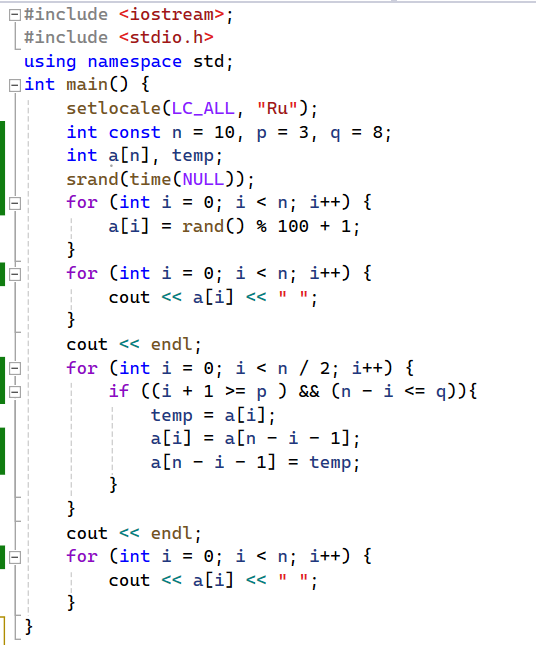 #include <iostream>;
#include <stdio.h>
using namespace std;
int main() {
    setlocale(LC_ALL, "Ru");
    int const n = 10, p = 3, q = 8;
    int a[n], temp;
    srand(time(NULL));
    for (int i = 0; i < n; i++) {
        a[i] = rand() % 100 + 1;
    }
    for (int i = 0; i < n; i++) {
        cout << a[i] << " ";
    }
    cout << endl;
    for (int i = 0; i < n / 2; i++) {
        if ((i + 1 >= p ) && (n - i <= q)){
            temp = a[i];
            a[i] = a[n - i - 1];
            a[n - i - 1] = temp;
        }
    }
    cout << endl;
    for (int i = 0; i < n; i++) {
        cout << a[i] << " ";
    }
}